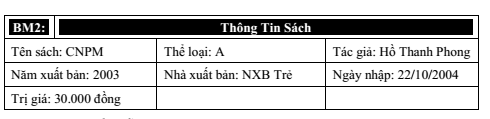 BM2: Thông Tin Sách
Tên sách: CNPM Thể loại: A Tác giả: Hồ Thanh Phong
Năm xuất bản: 2003 Nhà xuất bản: NXB Trẻ Ngày nhập: 22/10/2004
Trị giá: 30.000 đồng